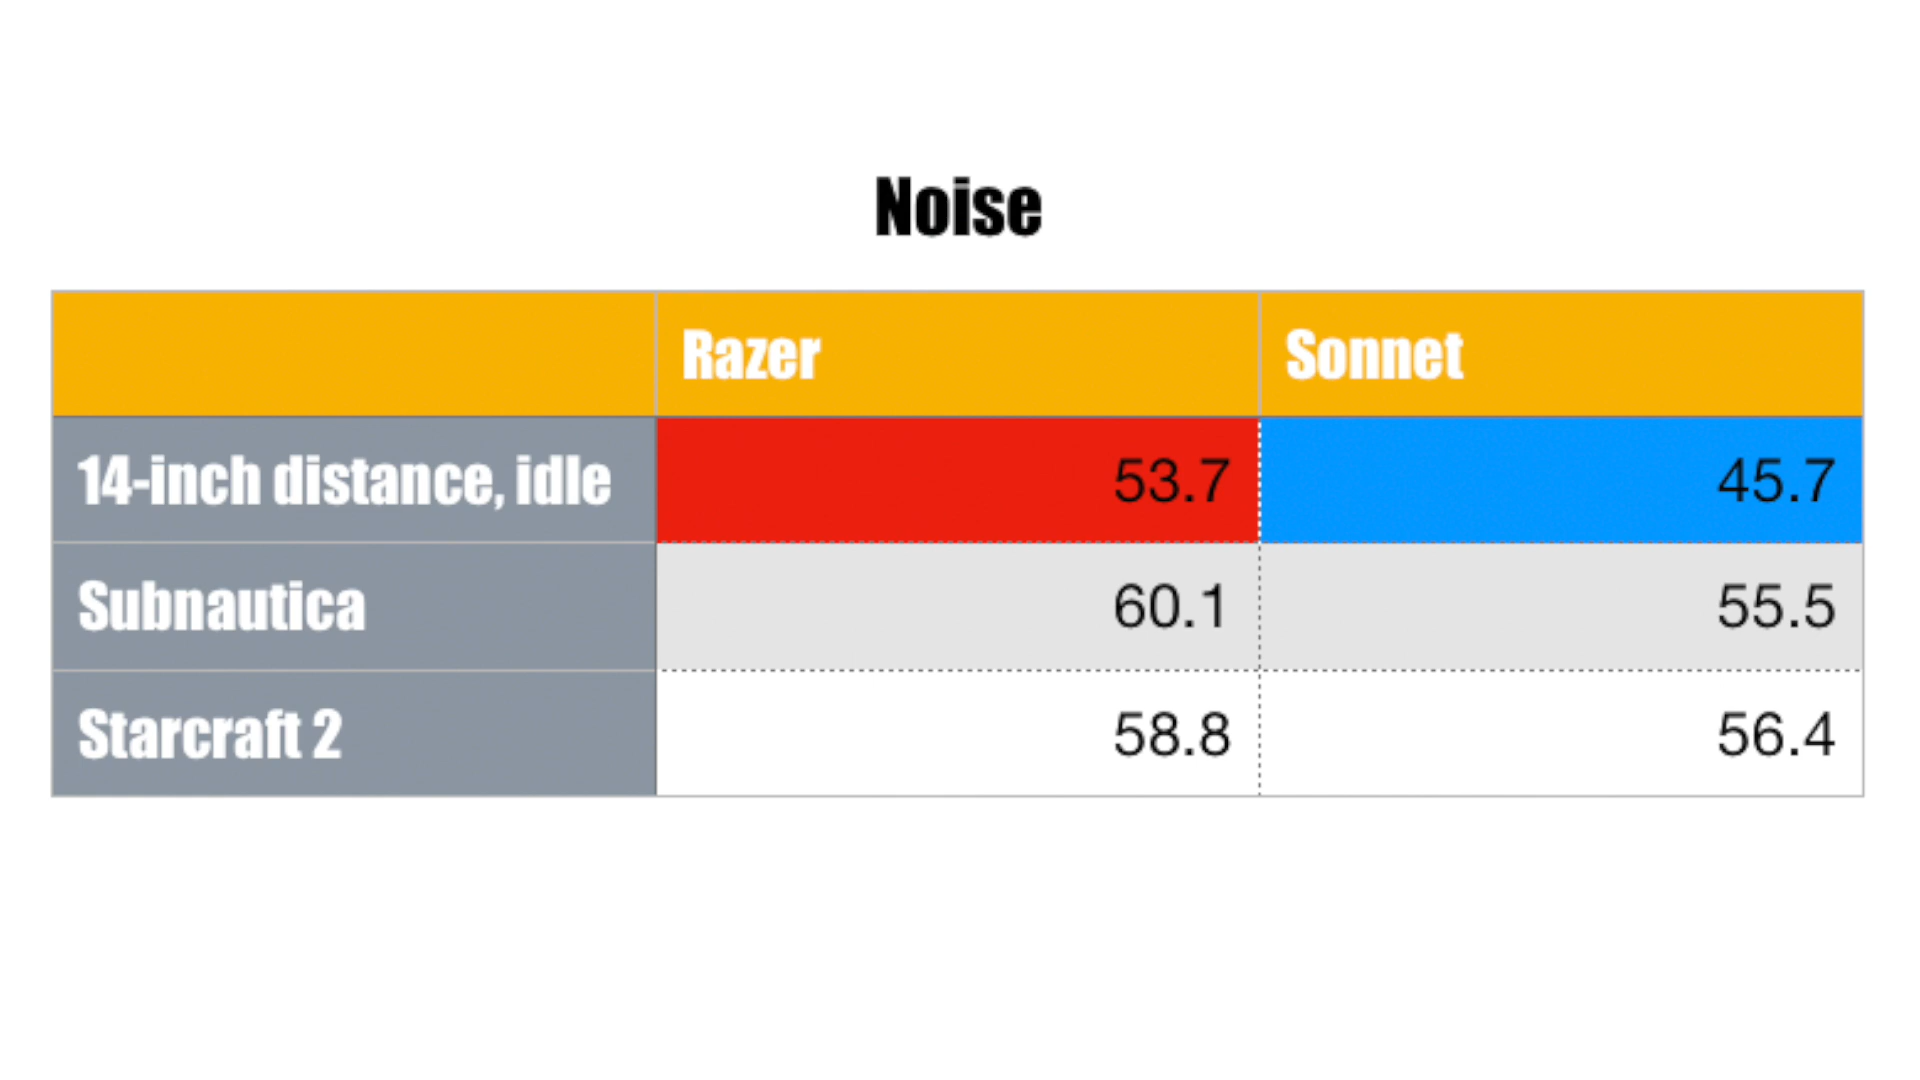 Noise
Razer Sonnet
14-inch distance, idle 53.7 45.7
Subnautica 60.1 55.5
Starcraft 2 58.8 56.4